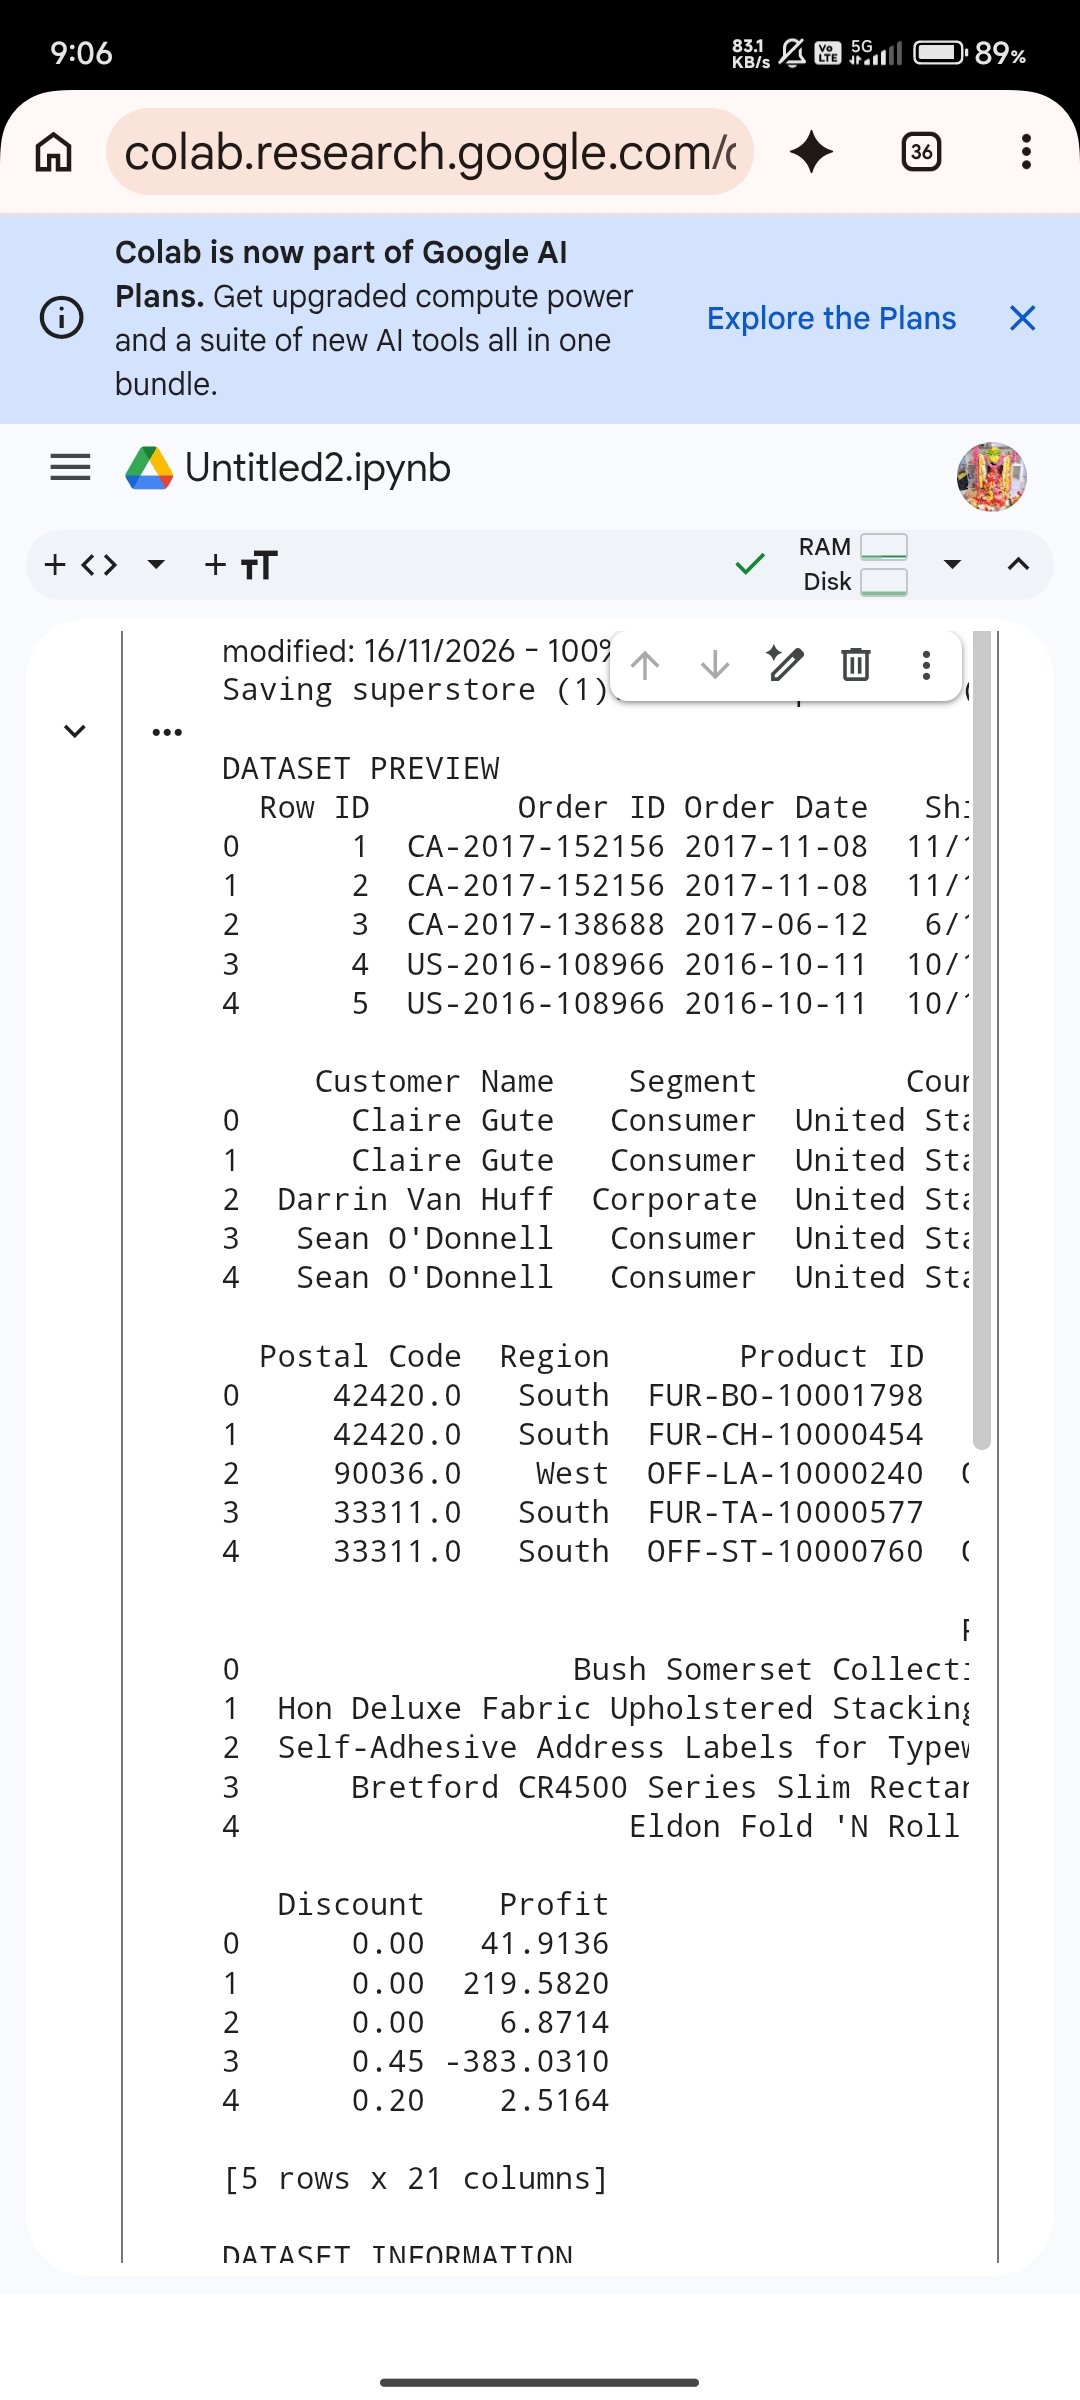 9:06
83.1 KB/s Vo LTE 5G 89%
colab.research.google.com/
36
Colab is now part of Google AI
Plans. Get upgraded compute power
and a suite of new AI tools all in one
bundle.
Explore the Plans
Untitled2.ipynb
RAM
Disk
modified: 16/11/2026 - 100%
Saving superstore (1)
DATASET PREVIEW
Row ID Order ID Order Date
0 1 CA-2017-152156 2017-11-08 11/
1 2 CA-2017-152156 2017-11-08 11/
2 3 CA-2017-138688 2017-06-12 6/
3 4 US-2016-108966 2016-10-11 10/
4 5 US-2016-108966 2016-10-11 10/
Customer Name Segment
0 Claire Gute Consumer United
1 Claire Gute Consumer United
2 Darrin Van Huff Corporate United
3 Sean O'Donnell Consumer United
4 Sean O'Donnell Consumer United
Postal Code Region Product ID
0 42420.0 South FUR-BO-10001798
1 42420.0 South FUR-CH-10000454
2 90036.0 West OFF-LA-10000240
3 33311.0 South FUR-TA-10000577
4 33311.0 South OFF-ST-10000760
0 Bush Somerset Collecti
1 Hon Deluxe Fabric Upholstered Stacking
2 Self-Adhesive Address Labels for Typew
3 Bretford CR4500 Series Slim Rectan
4 Eldon Fold 'N Roll
Discount Profit
0 0.00 41.9136
1 0.00 219.5820
2 0.00 6.8714
3 0.45 -383.0310
4 0.20 2.5164
[5 rows x 21 columns]
DATASET INFORMATION